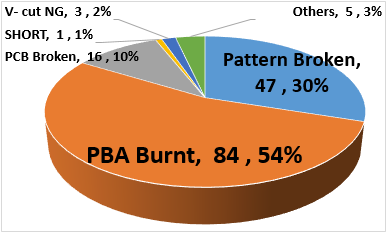 V- cut NG,  3 , 2%
Others,  5 , 3%
SHORT,  1 , 1%
PCB Broken,  16 , 10%
Pattern Broken,
47 , 30%
PBA Burnt,  84 , 54%